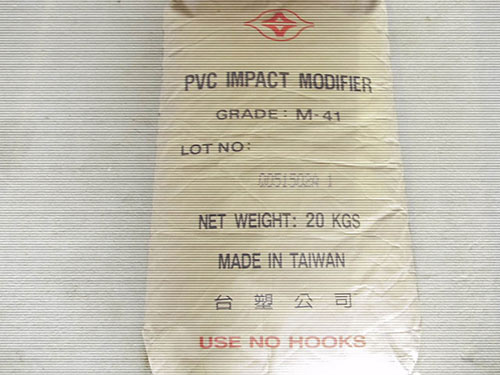 PVC IMPACT MODIFIER
GRADE: M-41
LOT NO:
NET WEIGHT: 20 KGS
MADE IN TAIWAN
台塑公司
USE NO HOOKS